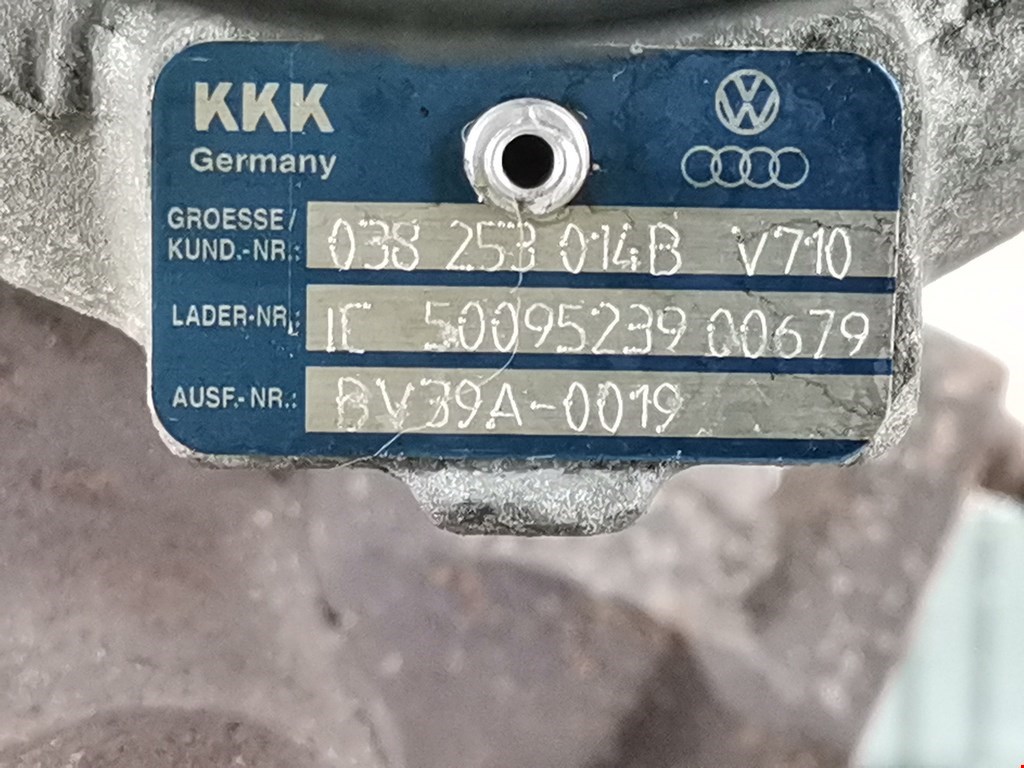 KKK
Germany
GROESSE/
KUND.-NR.: 038 253 014B V710
LADER-NR.: IC 50095239 00679
AUSF.-NR.: BV39A-0019